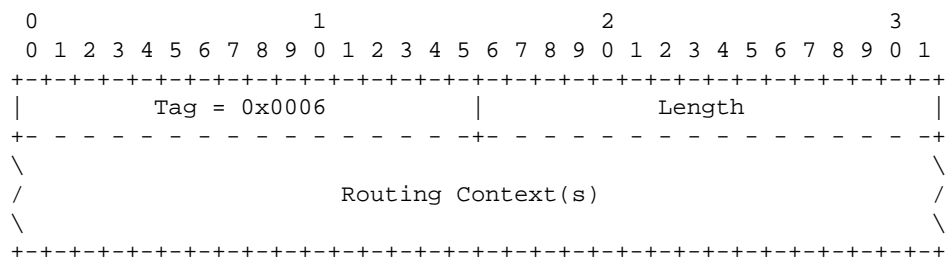 0                   1                   2                   3
 0 1 2 3 4 5 6 7 8 9 0 1 2 3 4 5 6 7 8 9 0 1 2 3 4 5 6 7 8 9 0 1
+-+-+-+-+-+-+-+-+-+-+-+-+-+-+-+-+-+-+-+-+-+-+-+-+-+-+-+-+-+-+-+-+
|         Tag = 0x0006          |            Length             |
+- - - - - - - - - - - - - - - -+- - - - - - - - - - - - - - - -+
\                                                               \
/                      Routing Context(s)                       /
\                                                               \
+-+-+-+-+-+-+-+-+-+-+-+-+-+-+-+-+-+-+-+-+-+-+-+-+-+-+-+-+-+-+-+-+